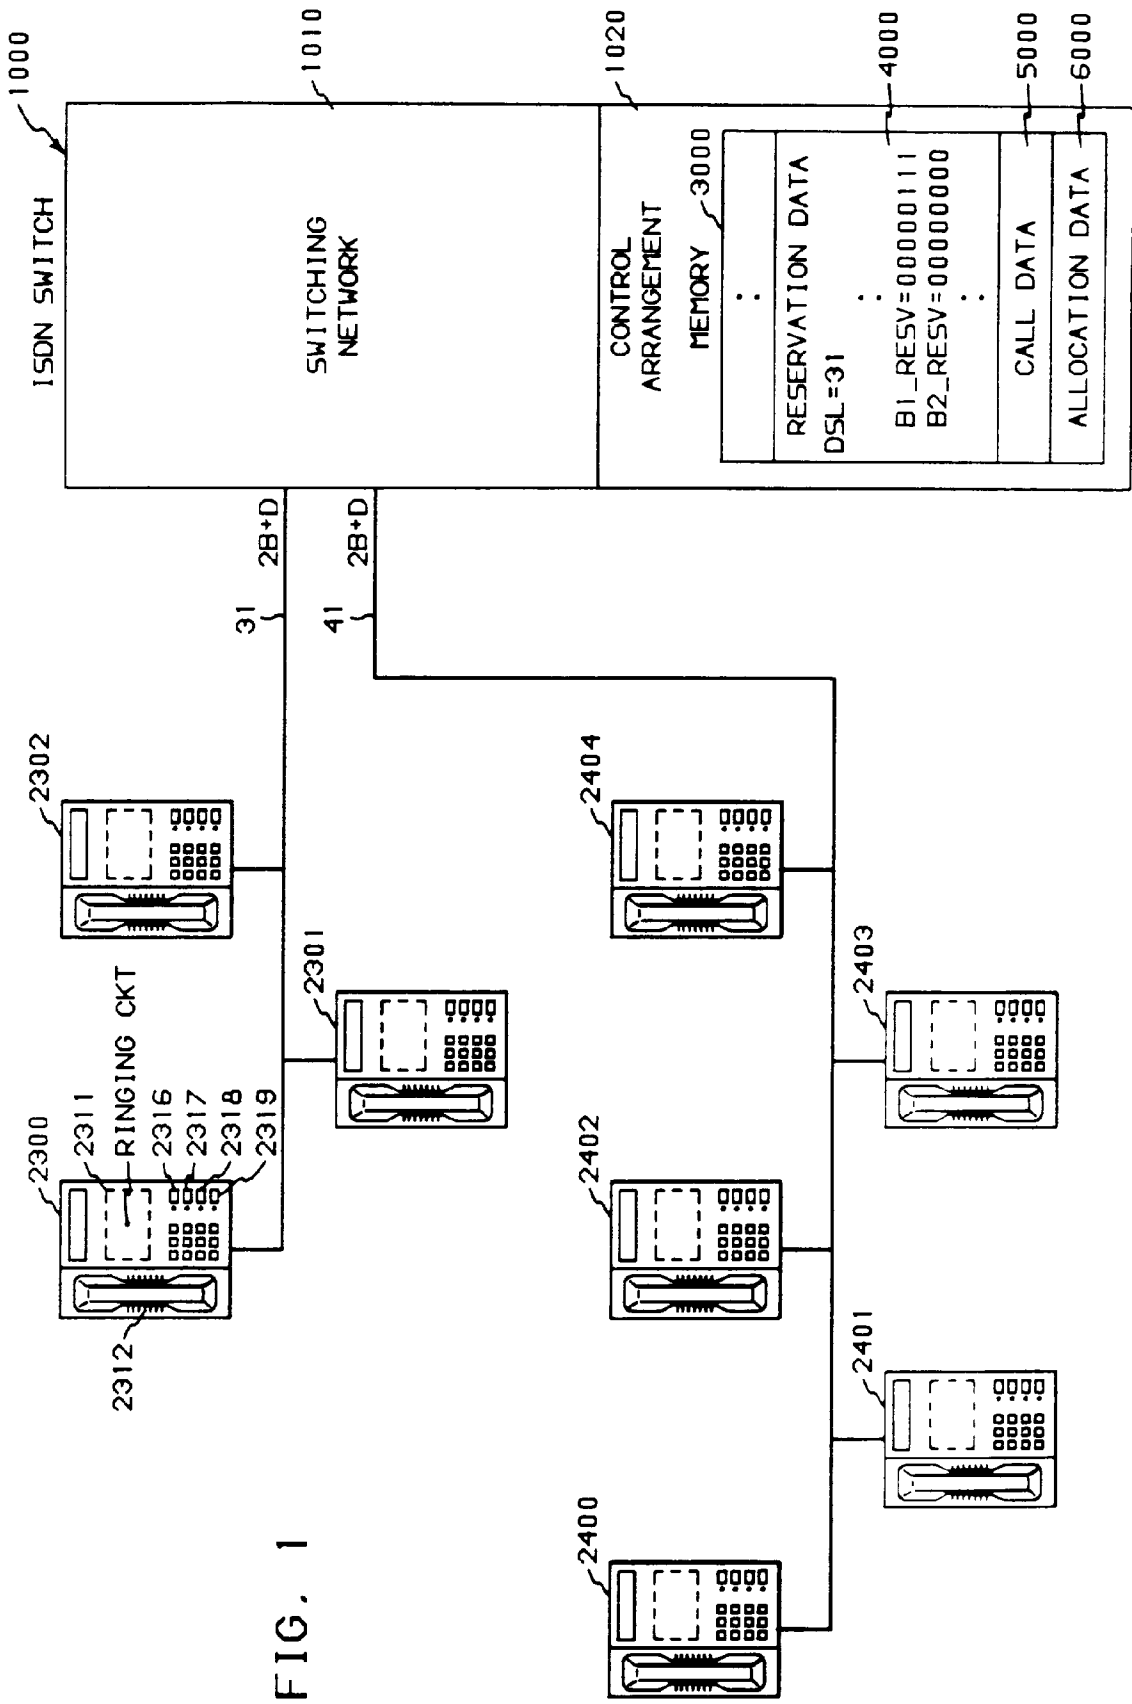 FIG. 1
ISDN SWITCH
1000
SWITCHING
NETWORK
1010
CONTROL
ARRANGEMENT
1020
MEMORY
3000
:
RESERVATION DATA
DSL=31
:
B1_RESV=00000111
B2_RESV=00000000
:
4000
CALL DATA
5000
ALLOCATION DATA
6000
31
2B+D
41
2B+D
2300
2311
RINGING CKT
2316
2317
2318
2319
2312
2301
2302
2400
2401
2402
2403
2404